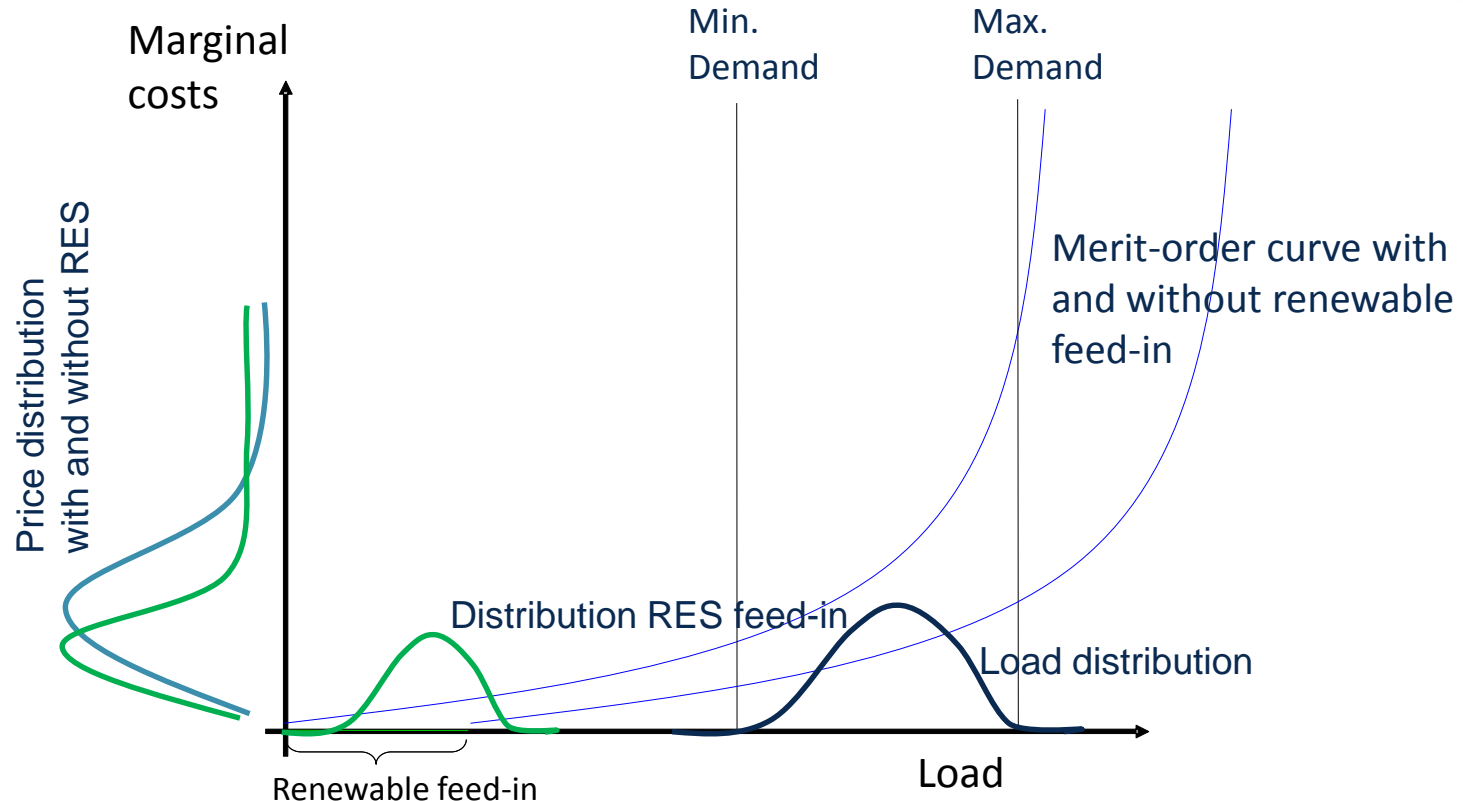 Marginal
costs
Min.
Demand
Max.
Demand
Price distribution
with and without RES
Merit-order curve with
and without renewable
feed-in
Distribution RES feed-in
Load distribution
Renewable feed-in
Load